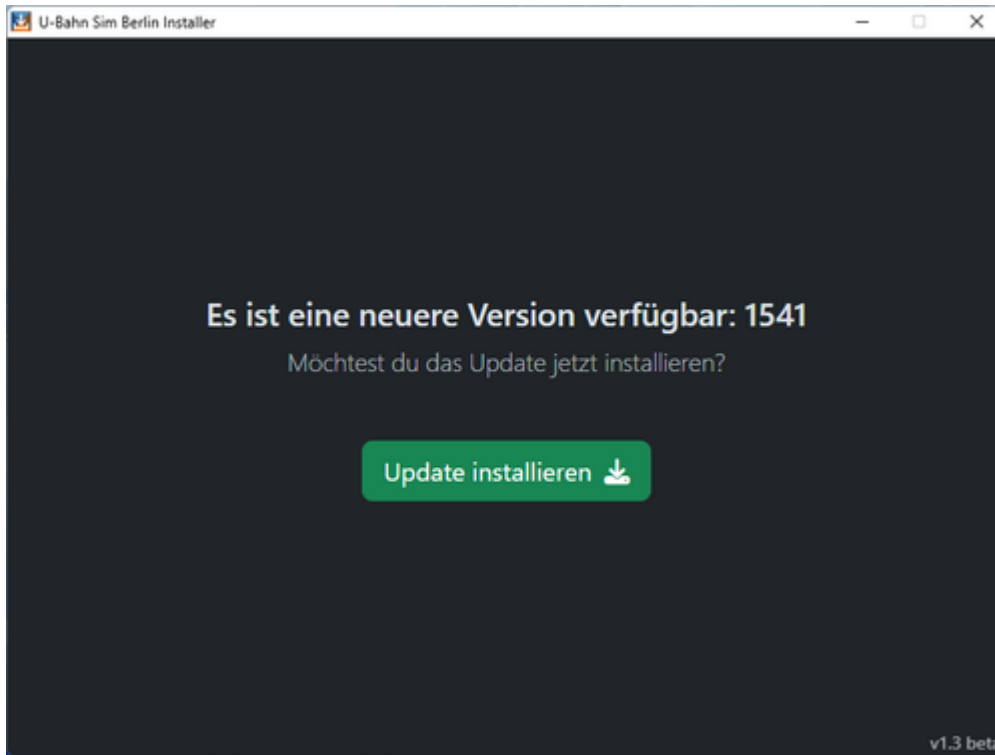 U-Bahn Sim Berlin Installer
Es ist eine neuere Version verfügbar: 1541
Möchtest du das Update jetzt installieren?
Update installieren
v1.3 beta